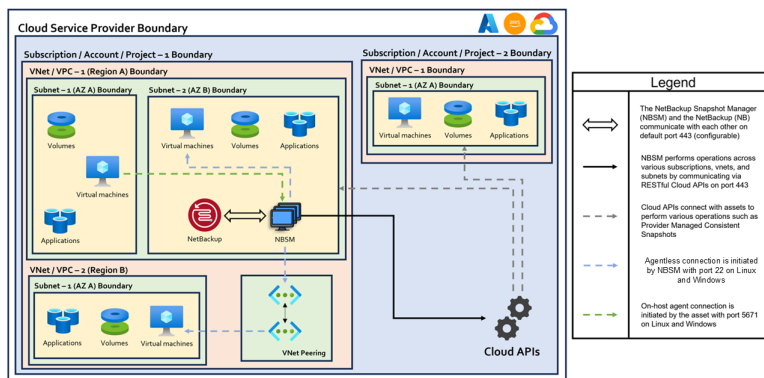 Cloud Service Provider Boundary
aws
Subscription / Account / Project – 1 Boundary
VNet / VPC – 1 (Region A) Boundary
Subnet – 1 (AZ A) Boundary
Volumes
Virtual machines
Applications
Subnet – 2 (AZ B) Boundary
Virtual machines
Volumes
Applications
NetBackup
NBSM
VNet / VPC – 2 (Region B)
Subnet – 1 (AZ A) Boundary
Applications
Volumes
Virtual machines
VNet Peering
Subscription / Account/ Project – 2 Boundary
VNet / VPC – 1 Boundary
Subnet – 1 (AZ A) Boundary
Virtual machines
Volumes
Applications
Cloud APIs
Legend
The NetBackup Snapshot Manager
(NBSM) and the NetBackup (NB)
communicate with each other on
default port 443 (configurable)
NBSM performs operations across
various subscriptions, vnets, and
subnets by communicating via
RESTful Cloud APIs on port 443
Cloud APIs connect with assets to
perform various operations such as
Provider Managed Consistent
Snapshots
Agentless connection is initiated
by NBSM with port 22 on Linux
and Windows
On-host agent connection is
initiated by the asset with port 5671
on Linux and Windows